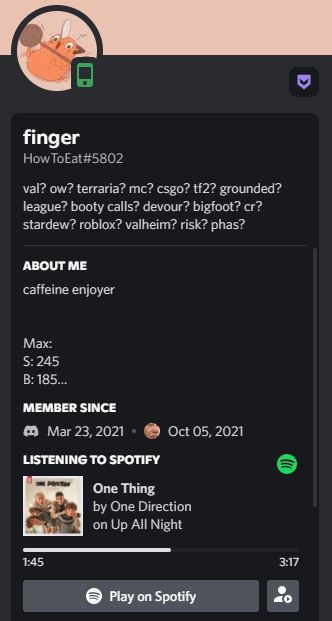 finger
HowToEat#5802
val? ow? terraria? mc? csgo? tf2? grounded?
league? booty calls? devour? bigfoot? cr?
stardew? roblox? valheim? risk? phas?
ABOUT ME
caffeine enjoyer
Max:
S: 245
B: 185...
MEMBER SINCE
Mar 23, 2021 • Oct 05, 2021
LISTENING TO SPOTIFY
ONE DIRECTION
One Thing
by One Direction
on Up All Night
1:45 3:17
Play on Spotify